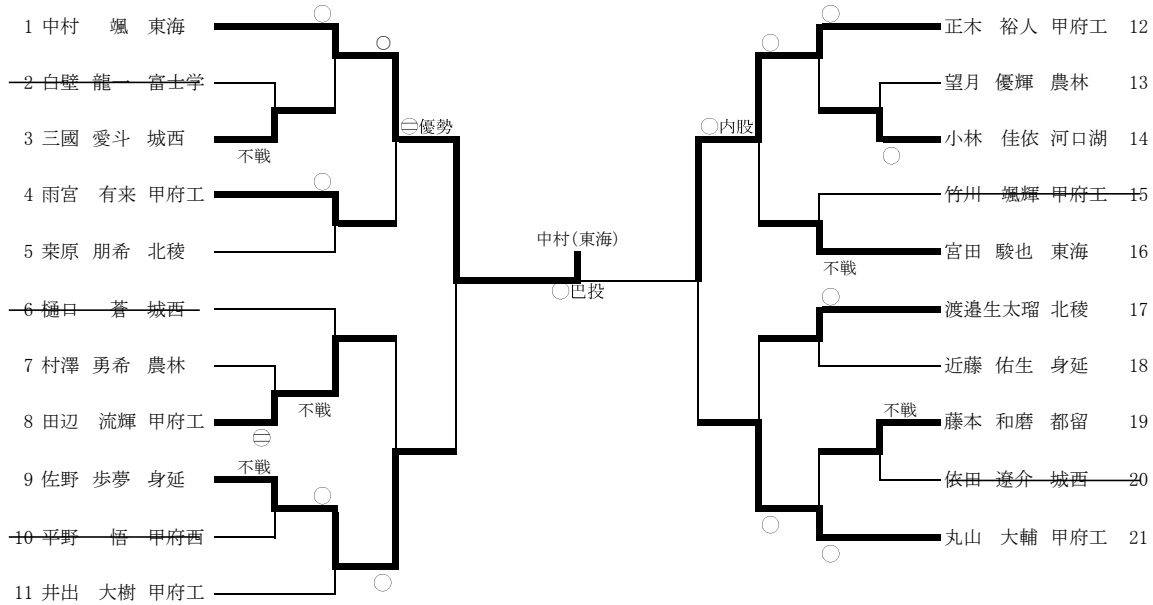 1 中村 颯 東海
2 白壁 龍一 富士学
3 三國 愛斗 城西
不戦
4 雨宮 有来 甲府工
5 桒原 朋希 北稜
6 樋口 蒼 城西
7 村澤 勇希 農林
不戦
8 田辺 流輝 甲府工
不戦
9 佐野 歩夢 身延
10 平野 悟 甲府西
11 井出 大樹 甲府工
優勢
中村(東海)
巴投
内股
正木 裕人 甲府工 12
望月 優輝 農林 13
小林 佳依 河口湖 14
竹川 颯輝 甲府工 15
宮田 駿也 東海 16
不戦
渡邉生太瑠 北稜 17
近藤 佑生 身延 18
不戦
藤本 和磨 都留 19
依田 遼介 城西 20
丸山 大輔 甲府工 21